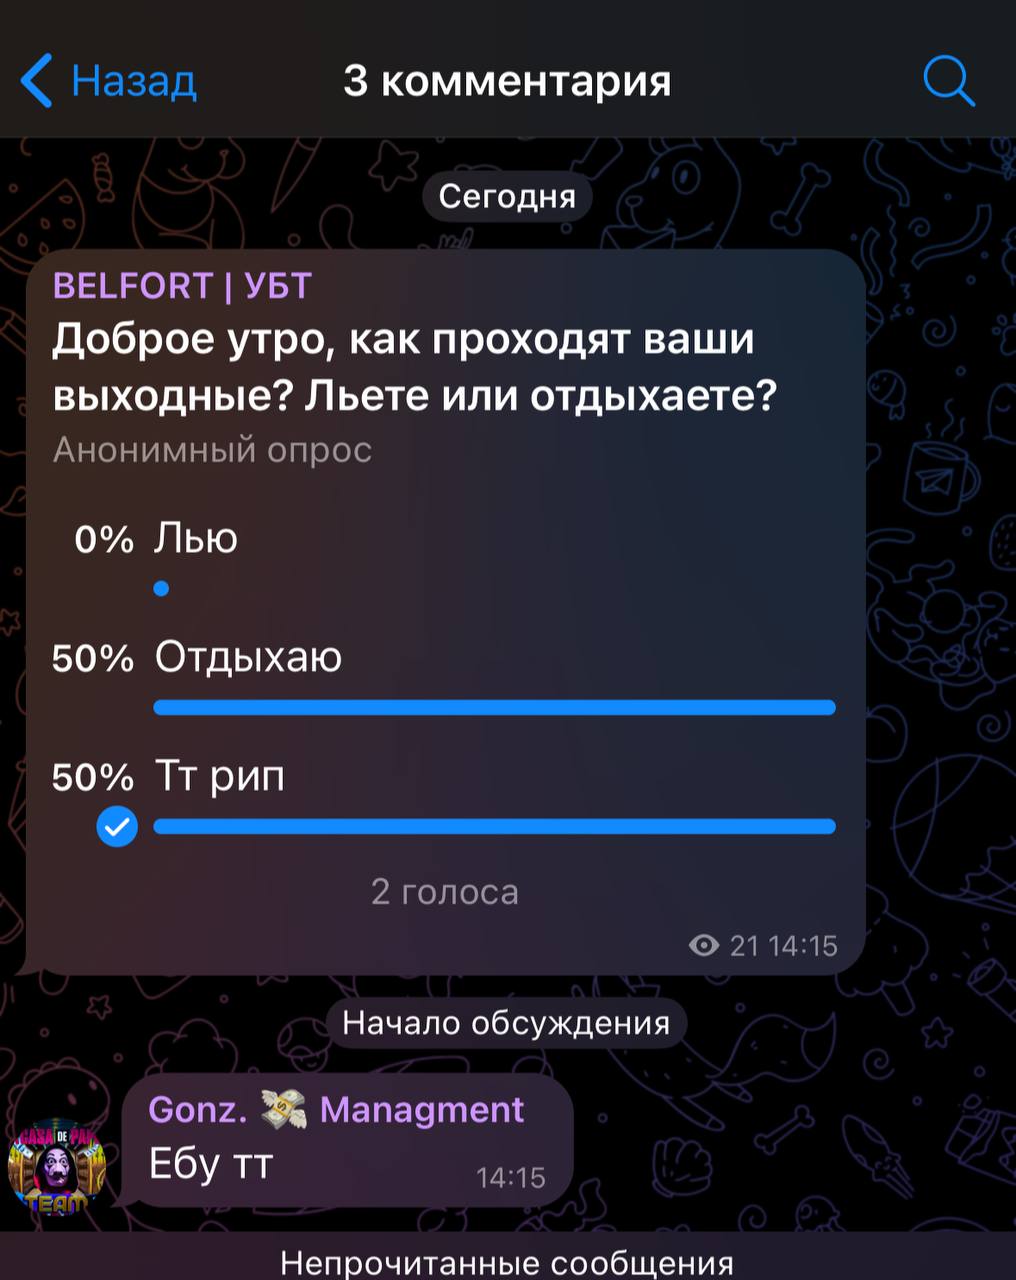 Назад
3 комментария
Сегодня
BELFORT | УБТ
Доброе утро, как проходят ваши
выходные? Льете или отдыхаете?
Анонимный опрос
0% Лью
50% Отдыхаю
50% Тт рип
2 голоса
21 14:15
Начало обсуждения
Gonz. 💸 Managment
Ебу тт
14:15
CASA DE PAP
TEAM
Непрочитанные сообщения